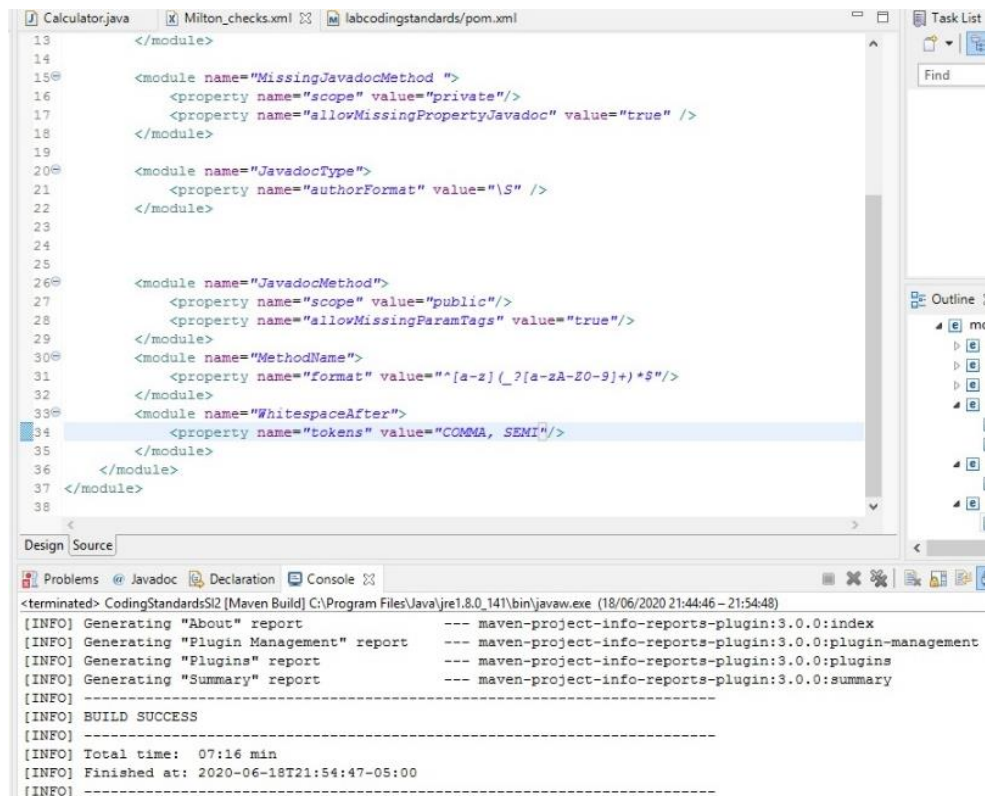 Calculator.java Milton_checks.xml labcodingstandards/pom.xml Task List
13 </module>
14
15 <module name="MissingJavadocMethod ">
16 <property name="scope" value="private"/>
17 <property name="allowMissingPropertyJavadoc" value="true" />
18 </module>
19
20 <module name="JavadocType">
21 <property name="authorFormat" value="\S" />
22 </module>
23
24
25
26 <module name="JavadocMethod">
27 <property name="scope" value="public"/>
28 <property name="allowMissingParamTags" value="true"/>
29 </module>
30 <module name="MethodName">
31 <property name="format" value="^[a-z](_?[a-zA-Z0-9]+)*$"/>
32 </module>
33 <module name="WhitespaceAfter">
34 <property name="tokens" value="COMMA, SEMI"/>
35 </module>
36 </module>
37 </module>
38
Find
Outline
e mo
e
e
e
e
e
e
Design Source
Problems @ Javadoc Declaration Console
<terminated> CodingStandardsSI2 [Maven Build] C:\Program Files\Java\jre1.8.0_141\bin\javaw.exe (18/06/2020 21:44:46 – 21:54:48)
[INFO] Generating "About" report --- maven-project-info-reports-plugin:3.0.0:index
[INFO] Generating "Plugin Management" report --- maven-project-info-reports-plugin:3.0.0:plugin-management
[INFO] Generating "Plugins" report --- maven-project-info-reports-plugin:3.0.0:plugins
[INFO] Generating "Summary" report --- maven-project-info-reports-plugin:3.0.0:summary
[INFO] ------------------------------------------------------------------------
[INFO] BUILD SUCCESS
[INFO] ------------------------------------------------------------------------
[INFO] Total time: 07:16 min
[INFO] Finished at: 2020-06-18T21:54:47-05:00
[INFO] ------------------------------------------------------------------------